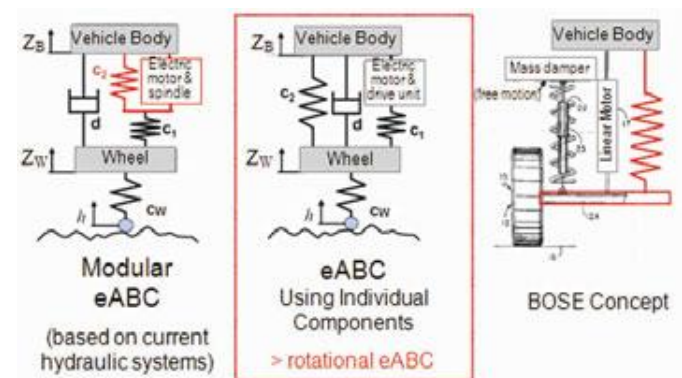 Vehicle Body
Z_B
c₂
Electric
motor &
spindle
d
c₁
Z_W
Wheel
c_W
h
Modular
eABC
(based on current
hydraulic systems)
Vehicle Body
Z_B
c₂
Electric
motor &
drive unit
d
c₁
Z_W
Wheel
c_W
h
eABC
Using Individual
Components
> rotational eABC
Vehicle Body
Mass damper
(free motion)
Linear Motor
BOSE Concept